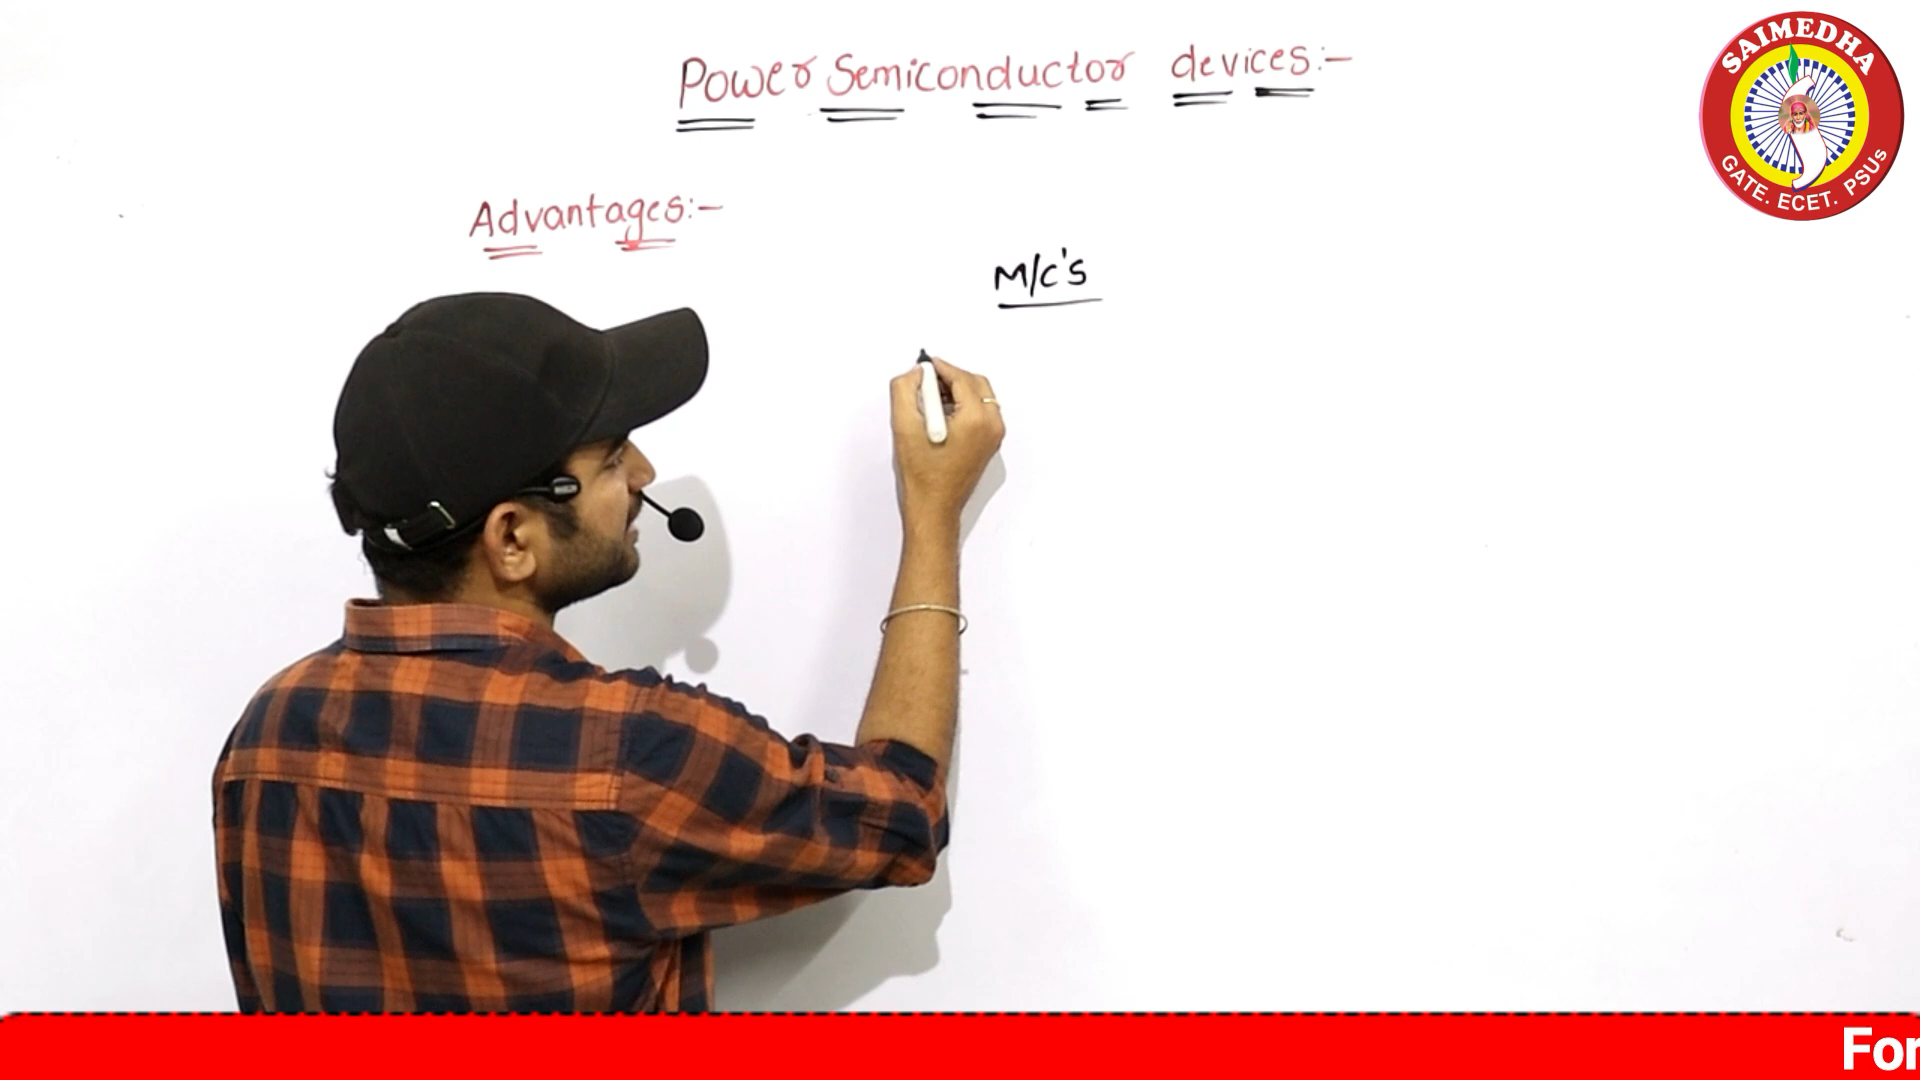 Power Semiconductor devices:-
SAIMEDHA
GATE. ECET. PSUs
Advantages:-
M/C's
For